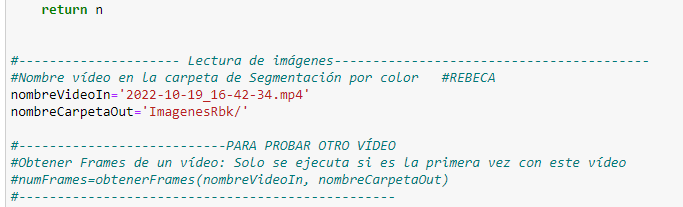 return n
#------------------- Lectura de imágenes-------------------------------------
#Nombre vídeo en la carpeta de Segmentación por color   #REBECA
nombreVideoIn='2022-10-19_16-42-34.mp4'
nombreCarpetaOut='ImagenesRbk/'
#---------------------------PARA PROBAR OTRO VÍDEO
#Obtener Frames de un vídeo: Solo se ejecuta si es la primera vez con este vídeo
#numFrames=obtenerFrames(nombreVideoIn, nombreCarpetaOut)
#------------------------------------------------